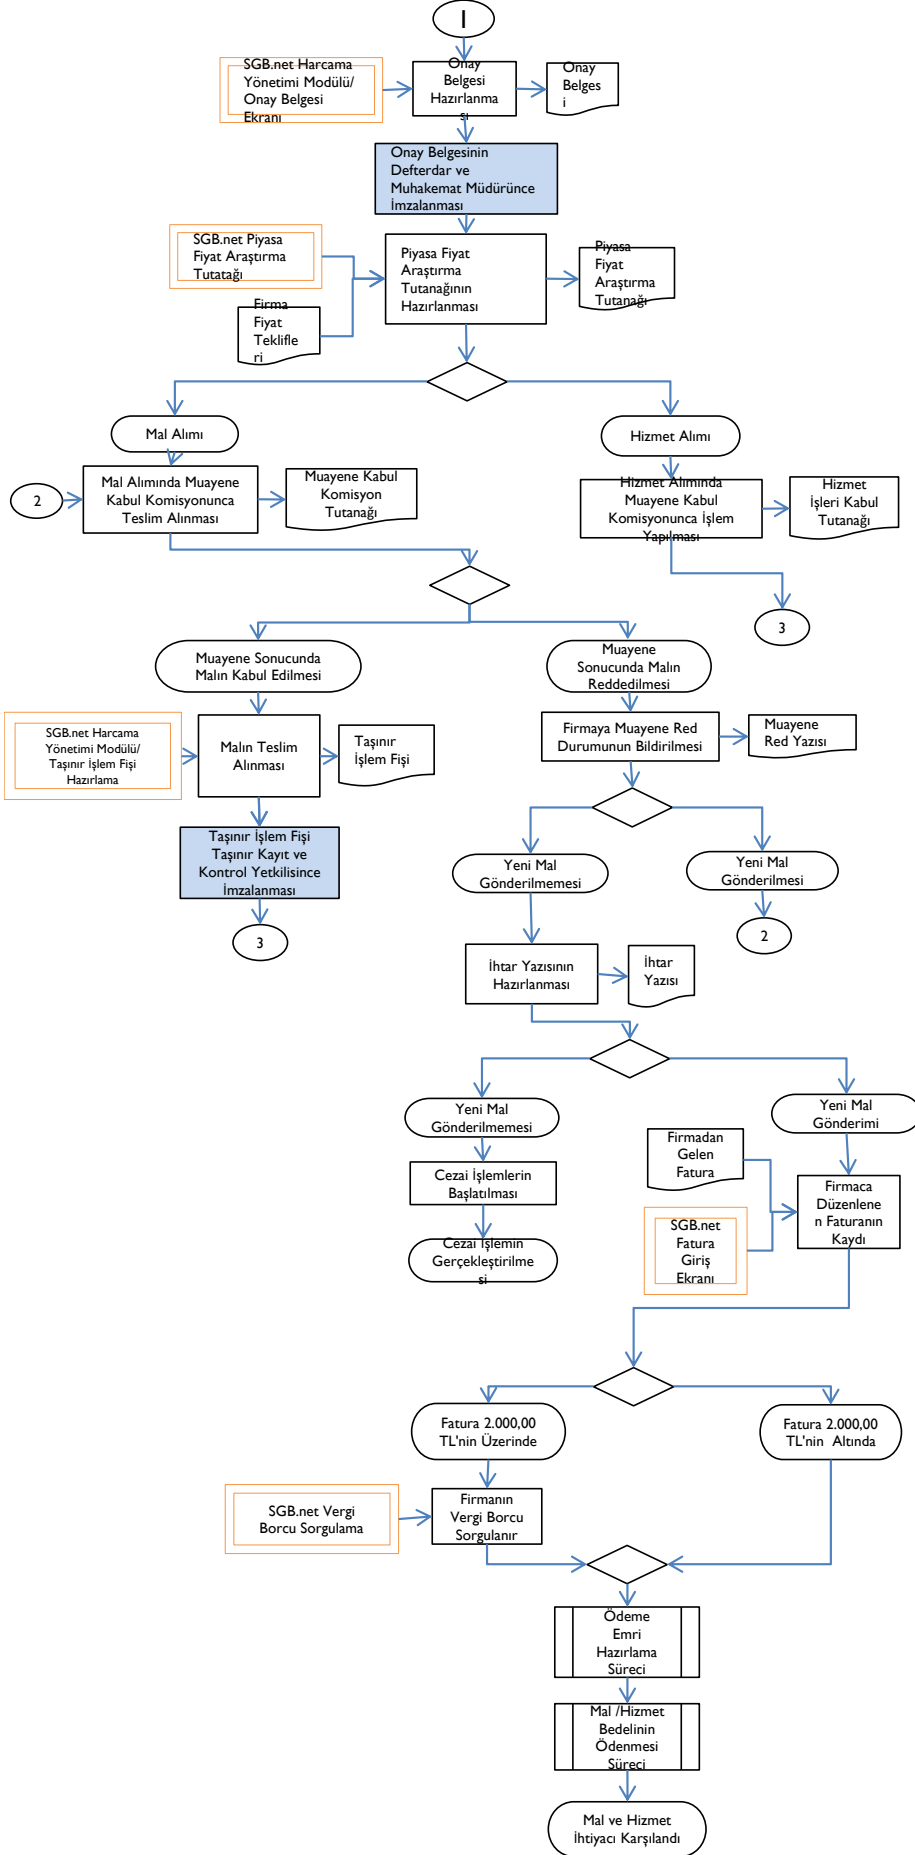 1
SGB.net Harcama
Yönetimi Modülü/
Onay Belgesi
Ekranı
Onay
Belgesi
Hazırlanma
sı
Onay
Belges
i
Onay Belgesinin
Defterdar ve
Muhakemat Müdürünce
İmzalanması
SGB.net Piyasa
Fiyat Araştırma
Tutatağı
Firma
Fiyat
Teklifle
ri
Piyasa Fiyat
Araştırma
Tutanağının
Hazırlanması
Piyasa
Fiyat
Araştırma
Tutanağı
Mal Alımı
Hizmet Alımı
2
Mal Alımında Muayene
Kabul Komisyonunca
Teslim Alınması
Muayene Kabul
Komisyon
Tutanağı
Hizmet Alımında
Muayene Kabul
Komisyonunca İşlem
Yapılması
Hizmet
İşleri Kabul
Tutanağı
3
Muayene Sonucunda
Malın Kabul Edilmesi
Muayene
Sonucunda Malın
Reddedilmesi
SGB.net Harcama
Yönetimi Modülü/
Taşınır İşlem Fişi
Hazırlama
Malın Teslim
Alınması
Taşınır
İşlem Fişi
Firmaya Muayene Red
Durumunun Bildirilmesi
Muayene
Red Yazısı
Taşınır İşlem Fişi
Taşınır Kayıt ve
Kontrol Yetkilisince
İmzalanması
3
Yeni Mal
Gönderilmemesi
Yeni Mal
Gönderilmesi
2
İhtar Yazısının
Hazırlanması
İhtar
Yazısı
Yeni Mal
Gönderilmemesi
Yeni Mal
Gönderimi
Cezai İşlemlerin
Başlatılması
Cezai İşlemin
Gerçekleştirilme
si
Firmadan
Gelen
Fatura
SGB.net
Fatura
Giriş
Ekranı
Firmaca
Düzenlene
n Faturanın
Kaydı
Fatura 2.000,00
TL'nin Üzerinde
Fatura 2.000,00
TL'nin Altında
SGB.net Vergi
Borcu Sorgulama
Firmanın
Vergi Borcu
Sorgulanır
Ödeme
Emri
Hazırlama
Süreci
Mal /Hizmet
Bedelinin
Ödenmesi
Süreci
Mal ve Hizmet
İhtiyacı Karşılandı